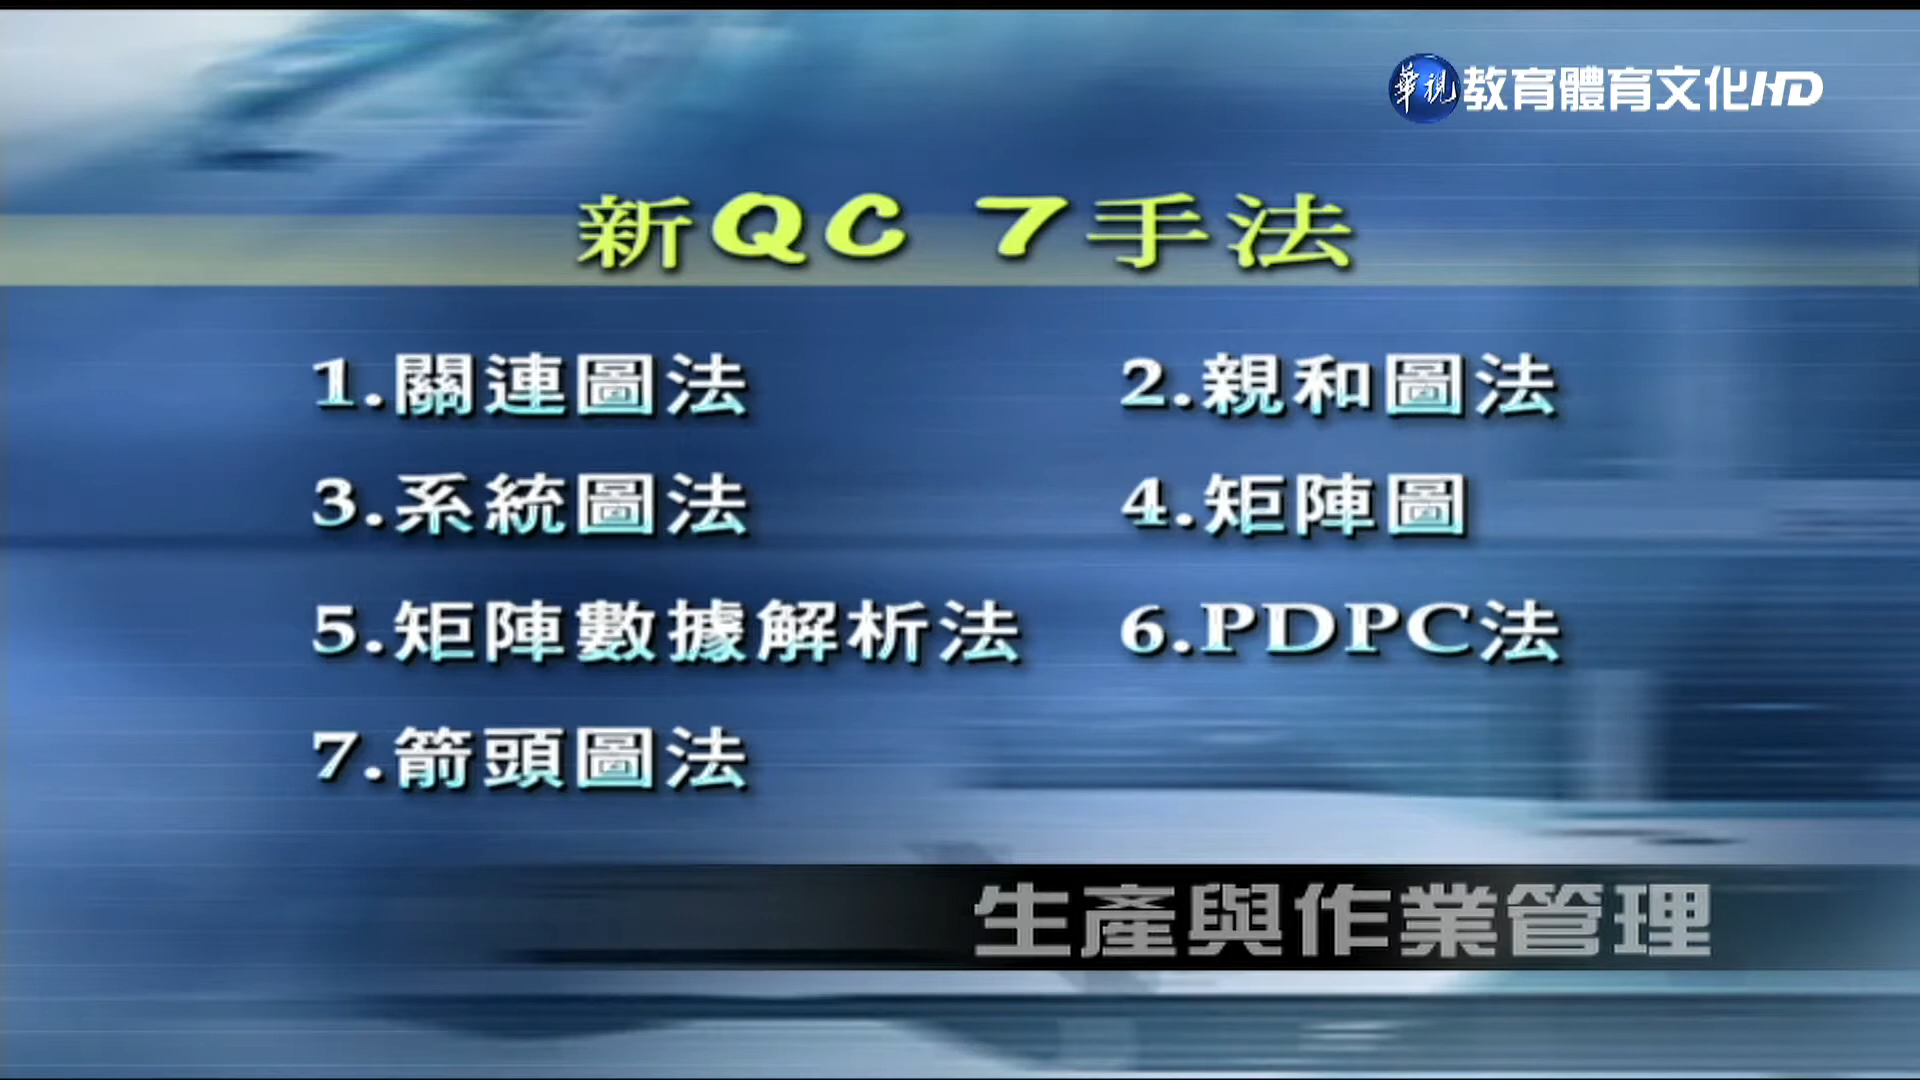 華視 教育體育文化HD
新QC 7手法
1.關連圖法
2.親和圖法
3.系統圖法
4.矩陣圖
5.矩陣數據解析法
6.PDPC法
7.箭頭圖法
生產與作業管理